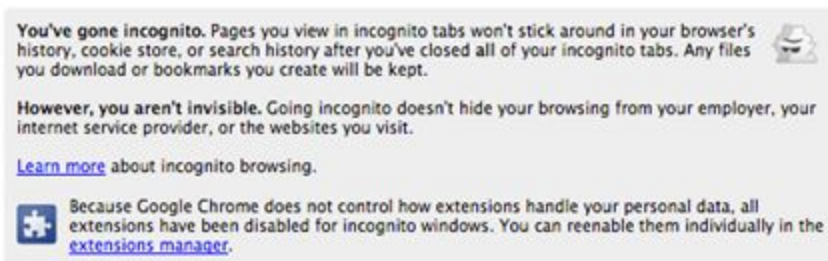 You've gone incognito. Pages you view in incognito tabs won't stick around in your browser's
history, cookie store, or search history after you've closed all of your incognito tabs. Any files
you download or bookmarks you create will be kept.
However, you aren't invisible. Going incognito doesn't hide your browsing from your employer, your
internet service provider, or the websites you visit.
Learn more about incognito browsing.
Because Google Chrome does not control how extensions handle your personal data, all
extensions have been disabled for incognito windows. You can reenable them individually in the
extensions manager.